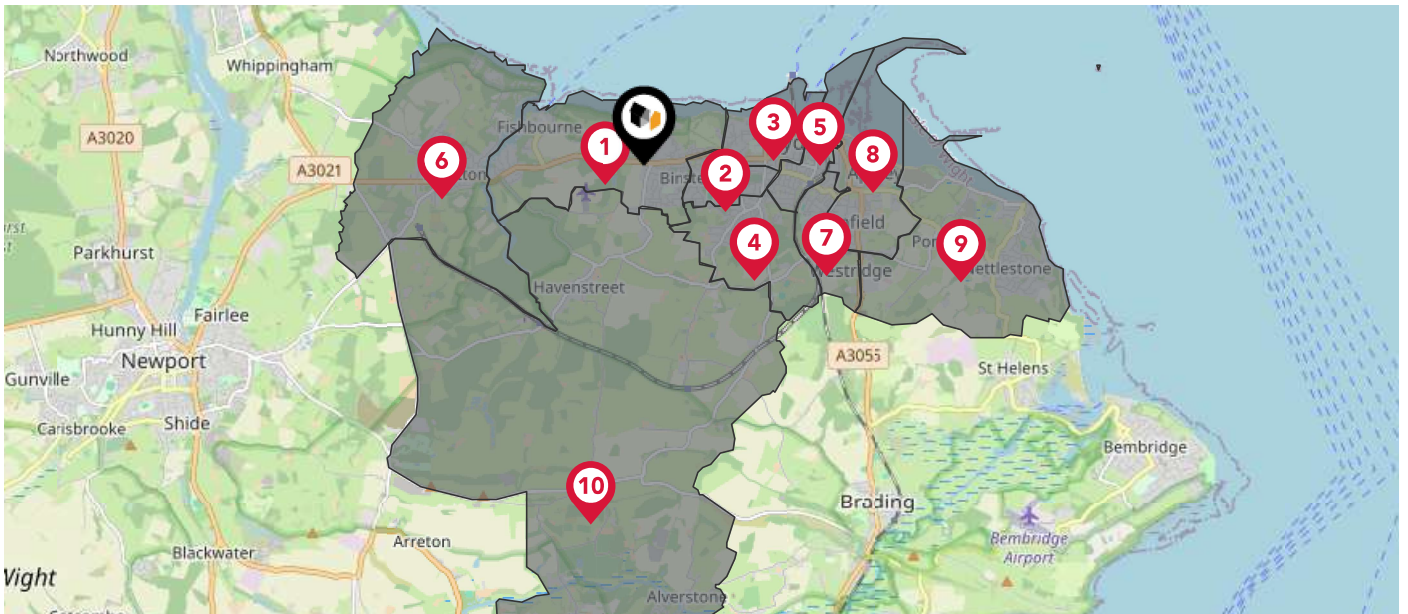 Northwood
Whippingham
A3020
Fishbourne
3
5
1
8
6
A3021
2
Parkhurst
4
7
9
Westridge
Nettlestone
Havenstreet
Fairlee
Hunny Hill
Newport
A3055
St Helens
Gunville
Carisbrooke
Shide
Bembridge
10
Brading
Arreton
Bembridge
Airport
Blackwater
Wight
Alverstone